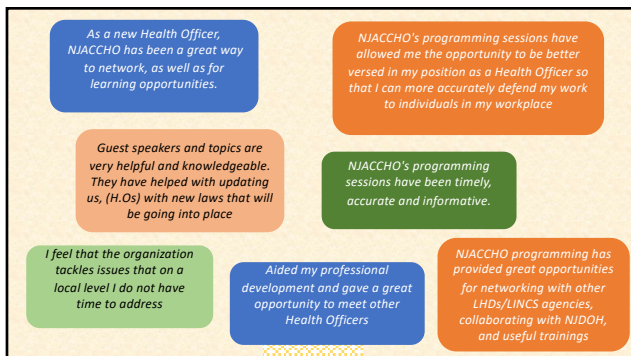 As a new Health Officer,
NJACCHO has been a great way
to network, as well as for
learning opportunities.
NJACCHO's programming sessions have
allowed me the opportunity to be better
versed in my position as a Health Officer so
that I can more accurately defend my work
to individuals in my workplace
Guest speakers and topics are
very helpful and knowledgeable.
They have helped with updating
us, (H.Os) with new laws that will
be going into place
NJACCHO's programming
sessions have been timely,
accurate and informative.
I feel that the organization
tackles issues that on a
local level I do not have
time to address
Aided my professional
development and gave a great
opportunity to meet other
Health Officers
NJACCHO programming has
provided great opportunities
for networking with other
LHDs/LINCS agencies,
collaborating with NJDOH,
and useful trainings